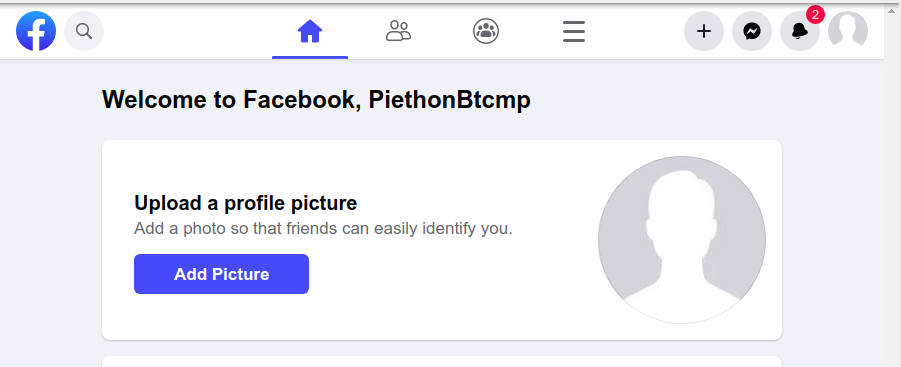 2
Welcome to Facebook, PiethonBtcmp
Upload a profile picture
Add a photo so that friends can easily identify you.
Add Picture